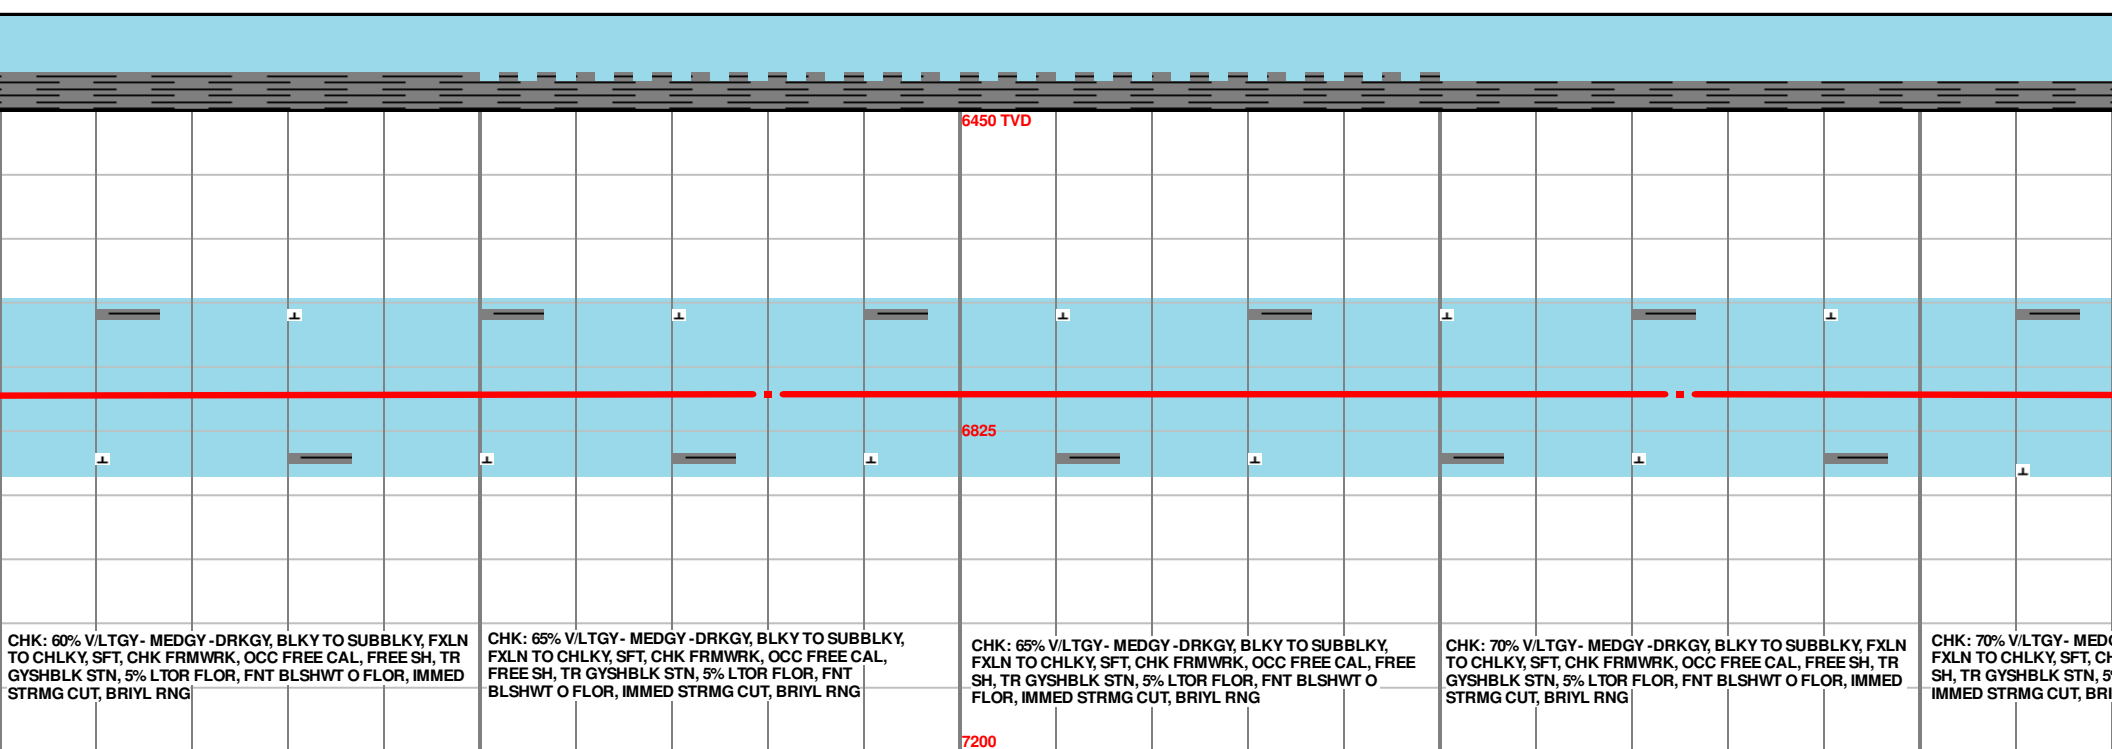 6450 TVD
6825
CHK: 60% V/LTGY- MEDGY -DRKGY, BLKY TO SUBBLKY, FXLN
TO CHLKY, SFT, CHK FRMWRK, OCC FREE CAL, FREE SH, TR
GYSHBLK STN, 5% LTOR FLOR, FNT BLSHWT O FLOR, IMMED
STRMG CUT, BRIYL RNG
CHK: 65% V/LTGY- MEDGY -DRKGY, BLKY TO SUBBLKY,
FXLN TO CHLKY, SFT, CHK FRMWRK, OCC FREE CAL,
FREE SH, TR GYSHBLK STN, 5% LTOR FLOR, FNT
BLSHWT O FLOR, IMMED STRMG CUT, BRIYL RNG
CHK: 65% V/LTGY- MEDGY -DRKGY, BLKY TO SUBBLKY,
FXLN TO CHLKY, SFT, CHK FRMWRK, OCC FREE CAL, FREE
SH, TR GYSHBLK STN, 5% LTOR FLOR, FNT BLSHWT O
FLOR, IMMED STRMG CUT, BRIYL RNG
CHK: 70% V/LTGY- MEDGY -DRKGY, BLKY TO SUBBLKY, FXLN
TO CHLKY, SFT, CHK FRMWRK, OCC FREE CAL, FREE SH, TR
GYSHBLK STN, 5% LTOR FLOR, FNT BLSHWT O FLOR, IMMED
STRMG CUT, BRIYL RNG
CHK: 70% V/LTGY- MED
FXLN TO CHLKY, SFT, CH
SH, TR GYSHBLK STN, 5%
IMMED STRMG CUT, BRI
7200